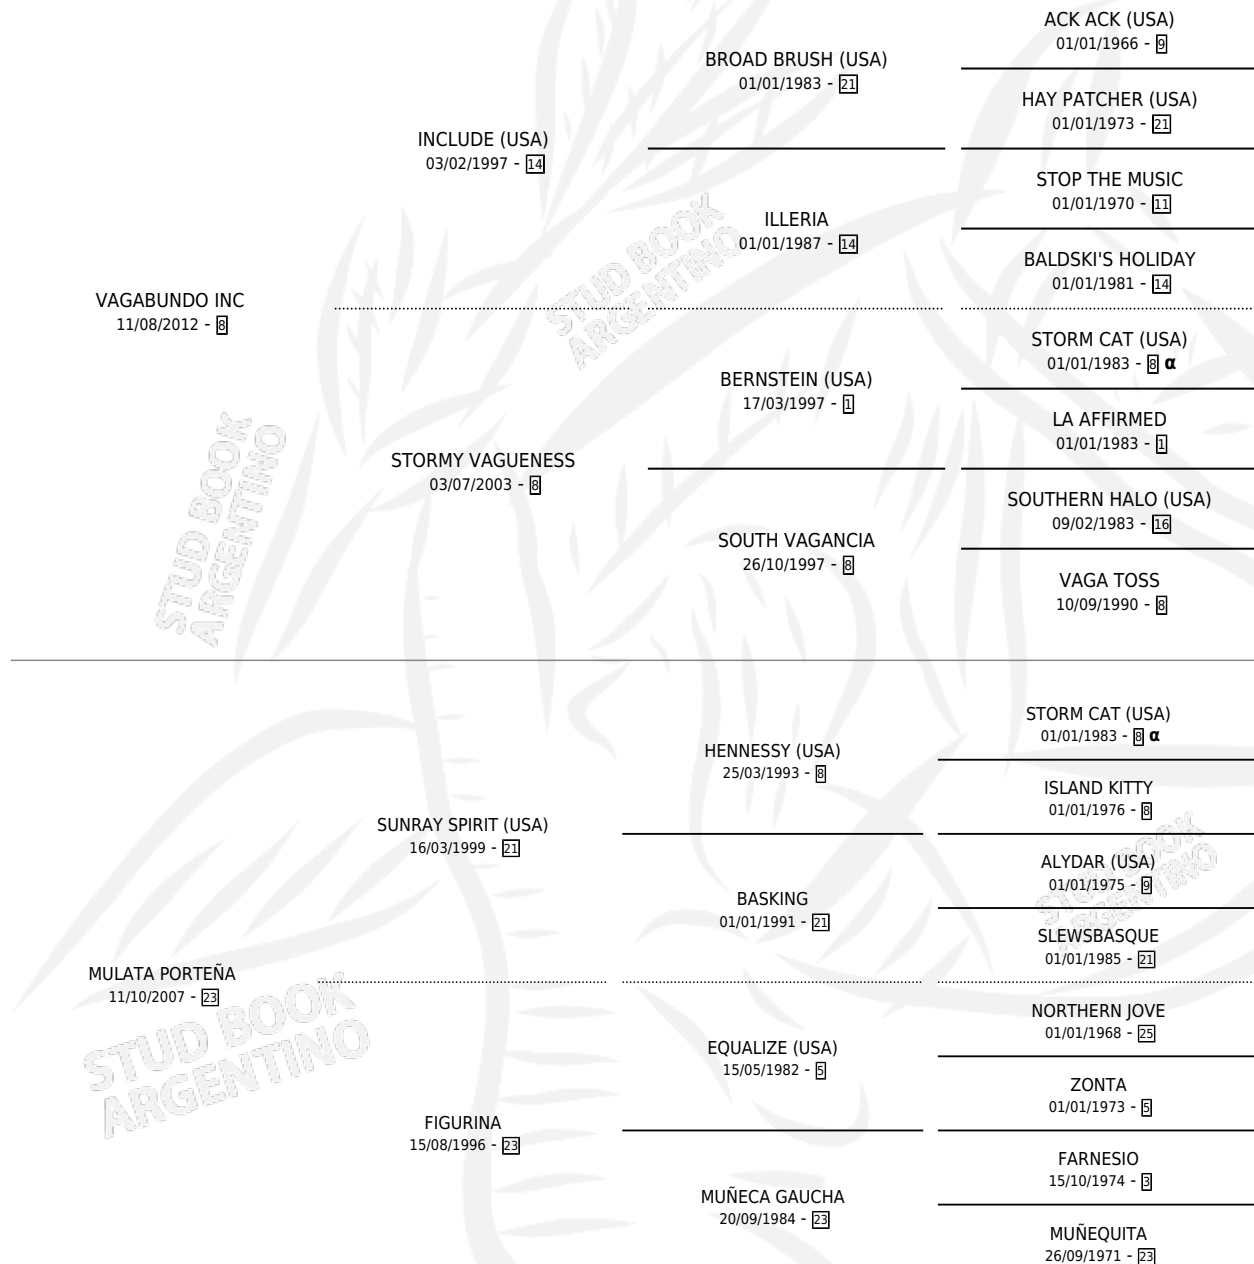 ACK ACK (USA)
01/01/1966 - 9
BROAD BRUSH (USA)
01/01/1983 - 21
HAY PATCHER (USA)
01/01/1973 - 21
INCLUDE (USA)
03/02/1997 - 14
STOP THE MUSIC
01/01/1970 - 11
ILLERIA
01/01/1987 - 14
BALDSKI'S HOLIDAY
01/01/1981 - 14
VAGABUNDO INC
11/08/2012 - 8
STORM CAT (USA)
01/01/1983 - 8 α
BERNSTEIN (USA)
17/03/1997 - 1
LA AFFIRMED
01/01/1983 - 1
STORMY VAGUENESS
03/07/2003 - 8
SOUTHERN HALO (USA)
09/02/1983 - 16
SOUTH VAGANCIA
26/10/1997 - 8
VAGA TOSS
10/09/1990 - 8
STORM CAT (USA)
01/01/1983 - 8 α
HENNESSY (USA)
25/03/1993 - 8
ISLAND KITTY
01/01/1976 - 8
SUNRAY SPIRIT (USA)
16/03/1999 - 21
ALYDAR (USA)
01/01/1975 - 9
BASKING
01/01/1991 - 21
SLEWSBASQUE
01/01/1985 - 21
MULATA PORTEÑA
11/10/2007 - 23
NORTHERN JOVE
01/01/1968 - 25
EQUALIZE (USA)
15/05/1982 - 5
ZONTA
01/01/1973 - 5
FIGURINA
15/08/1996 - 23
FARNESIO
15/10/1974 - 3
MUÑECA GAUCHA
20/09/1984 - 23
MUÑEQUITA
26/09/1971 - 23
STUD BOOK
ARGENTINO
STUD BOOK
ARGENTINO
STUD BOOK
ARGENTINO
STUD BOOK
ARGENTINO